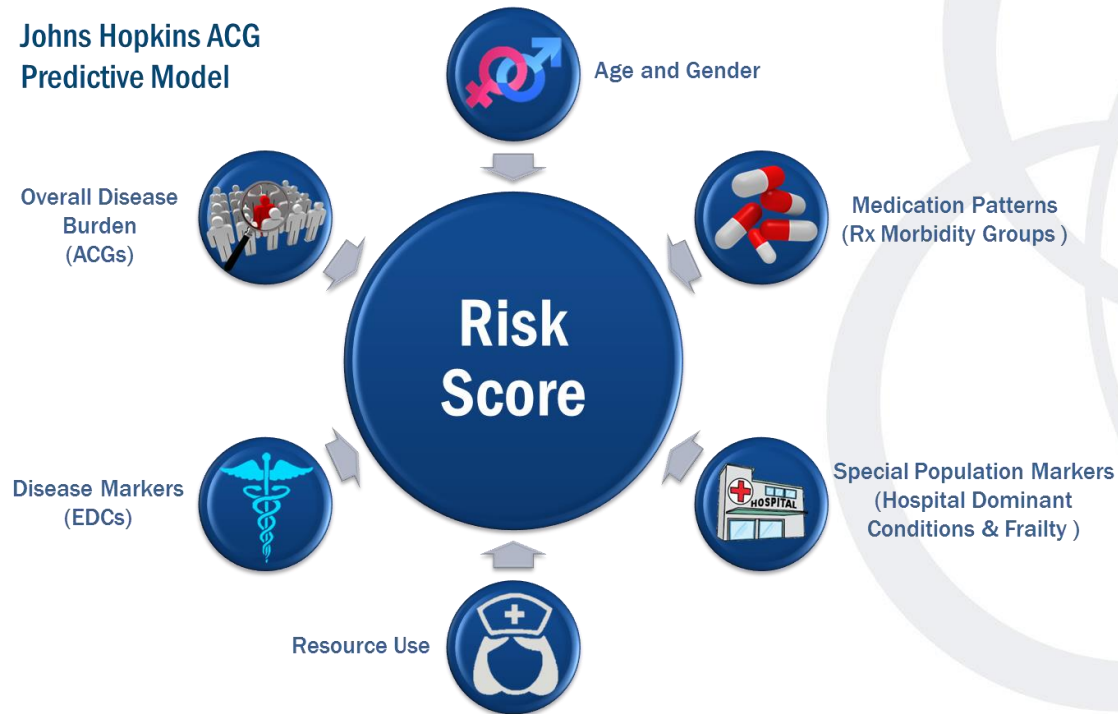 Johns Hopkins ACG
Predictive Model
Age and Gender
Overall Disease
Burden
(ACGs)
Medication Patterns
(Rx Morbidity Groups )
Risk
Score
Disease Markers
(EDCs)
HOSPITAL
Special Population Markers
(Hospital Dominant
Conditions & Frailty )
Resource Use